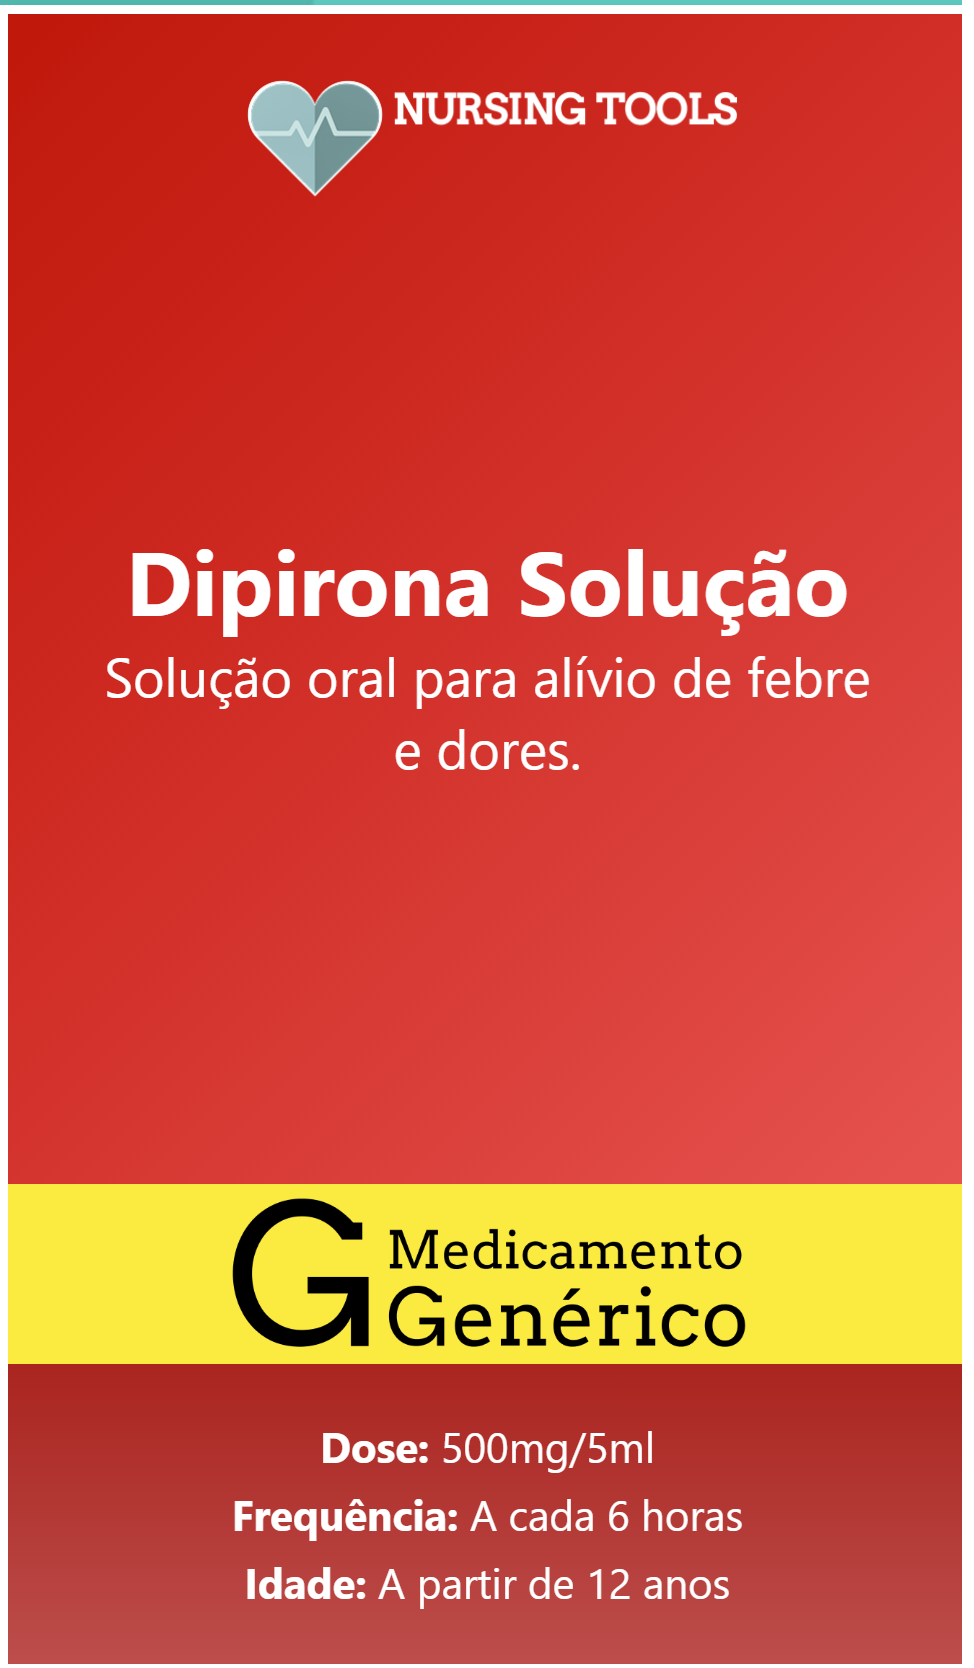 NURSING TOOLS
Dipirona Solução
Solução oral para alívio de febre
e dores.
G Medicamento
Genérico
Dose: 500mg/5ml
Frequência: A cada 6 horas
Idade: A partir de 12 anos